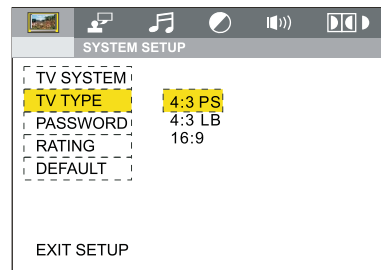 SYSTEM SETUP
TV SYSTEM
TV TYPE
4:3 PS
PASSWORD
4:3 LB
RATING
16:9
DEFAULT
EXIT SETUP